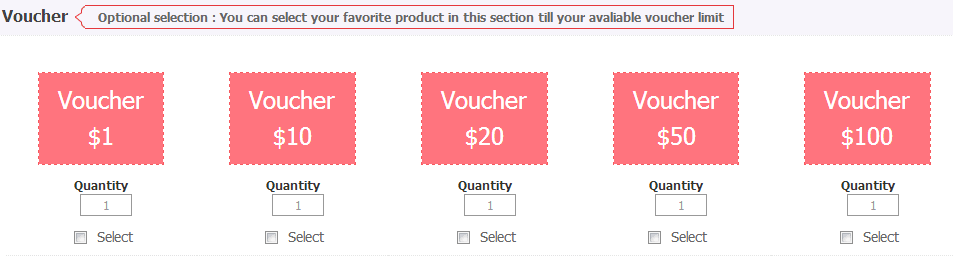 Voucher Optional selection : You can select your favorite product in this section till your avaliable voucher limit
Voucher Voucher Voucher Voucher Voucher
$1 $10 $20 $50 $100
Quantity Quantity Quantity Quantity Quantity
1 1 1 1 1
Select Select Select Select Select